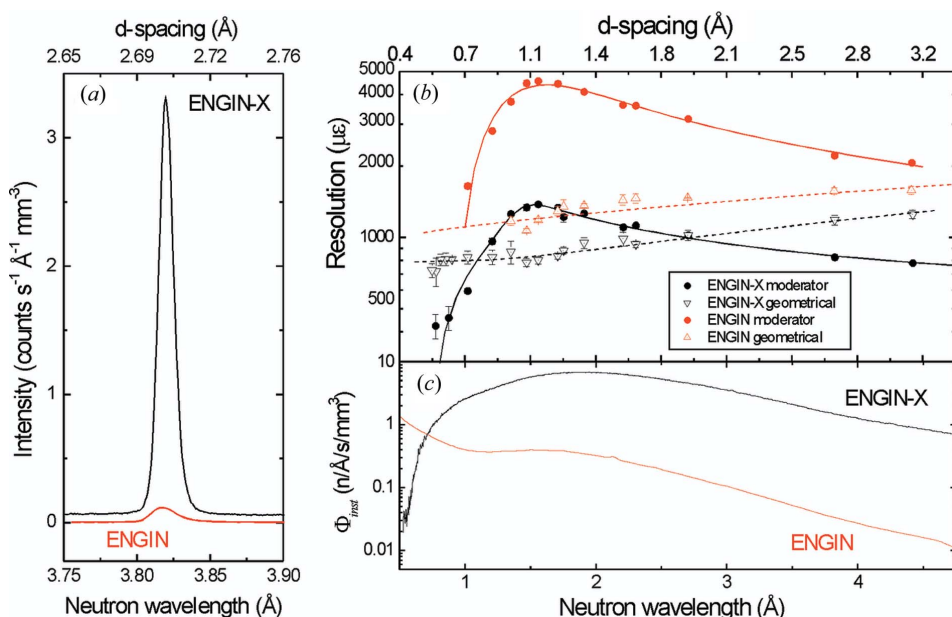 d-spacing (Å)
2.65 2.69 2.72 2.76
(a)
ENGIN-X
Intensity (counts s⁻¹ Å⁻¹ mm⁻³)
3
2
1
0
ENGIN
3.75 3.80 3.85 3.90
Neutron wavelength (Å)
d-spacing (Å)
0.4 0.7 1.1 1.4 1.8 2.1 2.5 2.8 3.2
(b)
Resolution (με)
5000
4000
3000
2000
1000
500
10
ENGIN-X moderator
ENGIN-X geometrical
ENGIN moderator
ENGIN geometrical
(c)
ENGIN-X
Φinst (n/Å/s/mm³)
1
0.1
0.01
ENGIN
1 2 3 4
Neutron wavelength (Å)